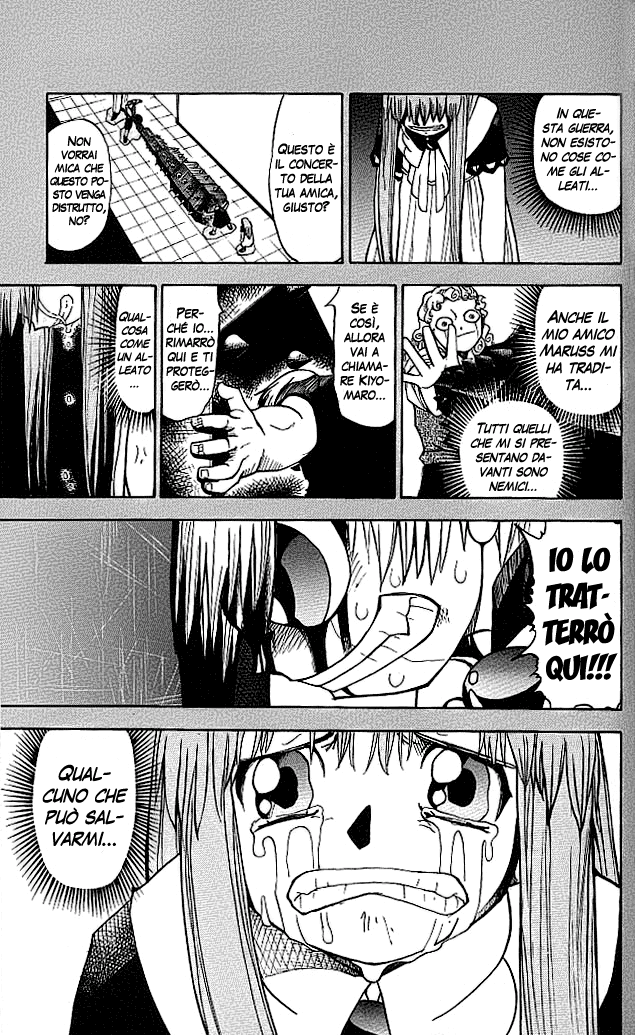 IN QUE-
STA GUERRA,
NON ESISTO-
NO COSE CO-
ME GLI AL-
LEATI...
QUESTO È
IL CONCER-
TO DELLA
TUA AMICA,
GIUSTO?
NON
VORRAI
MICA CHE
QUESTO PO-
STO VENGA
DISTRUTTO,
NO?
ANCHE IL
MIO AMICO
MARUSS MI
HA TRADI-
TA...
TUTTI QUELLI
CHE MI SI PRE-
SENTANO DA-
VANTI SONO
NEMICI...
SE È
COSÌ,
ALLORA
VAI A
CHIAMA-
RE KIYO-
MARO...
PER-
CHÉ IO...
RIMARRÒ
QUI E TI
PROTEG-
GERÒ...
QUAL-
COSA
COME
UN AL-
LEATO
...
IO LO
TRAT-
TERRÒ
QUI!!!
QUAL-
CUNO CHE
PUÒ SAL-
VARMI...